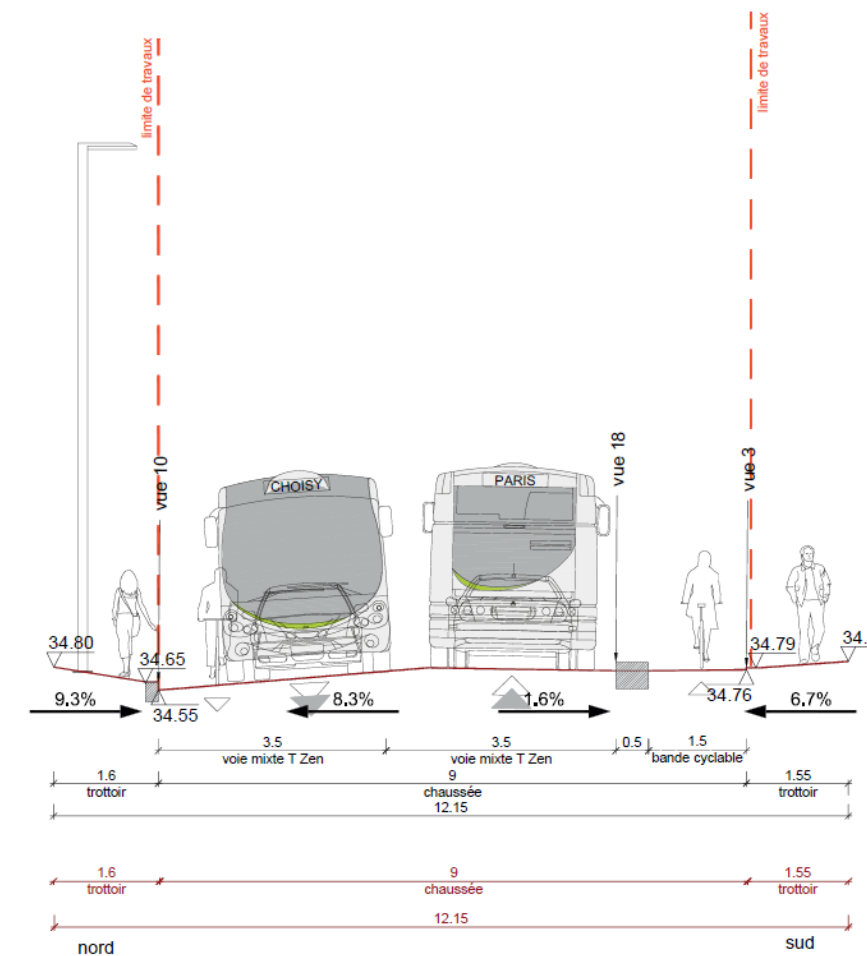 limite de travaux
limite de travaux
vue 10
vue 18
vue 3
CHOISY
PARIS
34.80
34.65
34.55
34.79
34.
34.76
9.3%
8.3%
1.6%
6.7%
3.5
3.5
0.5
1.5
voie mixte T Zen
voie mixte T Zen
bande cyclable
1.6
9
1.55
trottoir
chaussée
trottoir
12.15
1.6
9
1.55
trottoir
chaussée
trottoir
12.15
nord
sud